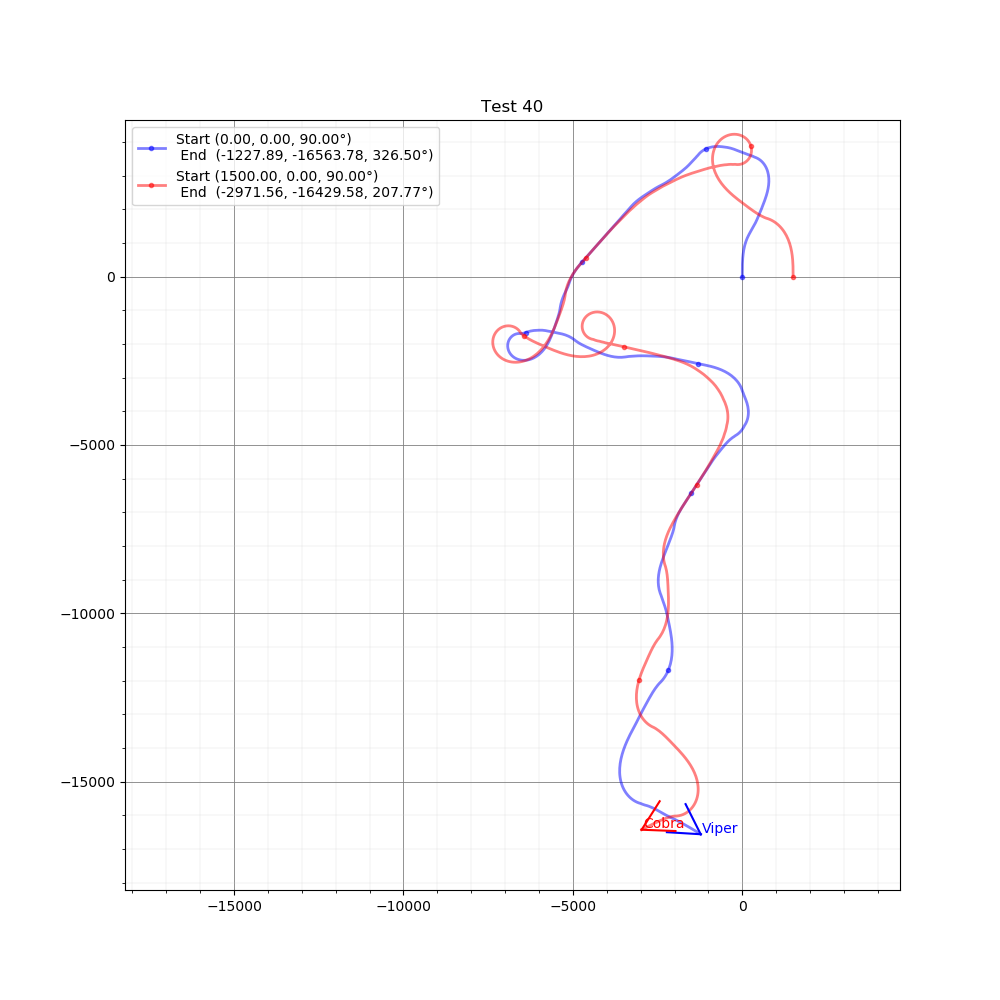 Test 40
Start (0.00, 0.00, 90.00°)
End  (-1227.89, -16563.78, 326.50°)
Start (1500.00, 0.00, 90.00°)
End  (-2971.56, -16429.58, 207.77°)
0
−5000
−10000
−15000
Cobra
Viper
−15000
−10000
−5000
0